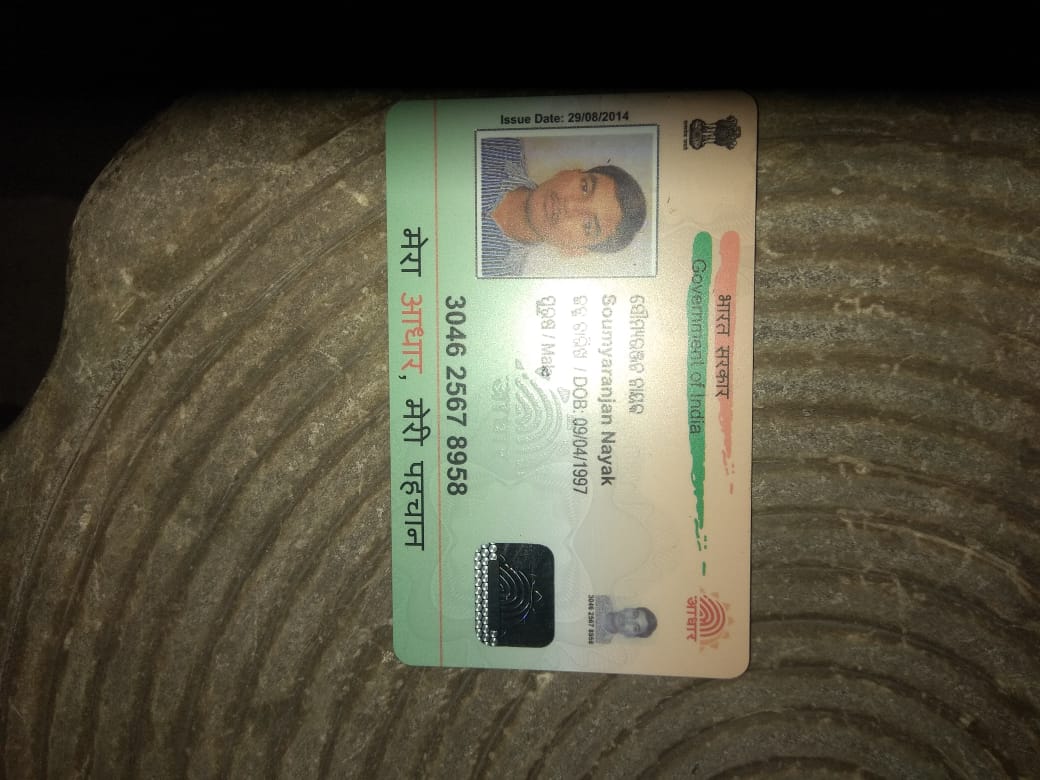 भारत सरकार
Government of India
आधार
Issue Date: 29/08/2014
ସୌମ୍ୟରଞ୍ଜନ ନାୟକ
Soumyaranjan Nayak
/ DOB: 09/04/1997
ପୁରୁଷ / Male
3046 2567 8958
3046 2567 8958
मेरा आधार, मेरी पहचान